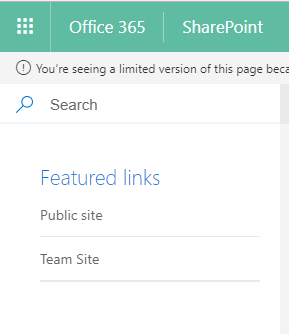 Office 365 SharePoint
You're seeing a limited version of this page beca
Search
Featured links
Public site
Team Site